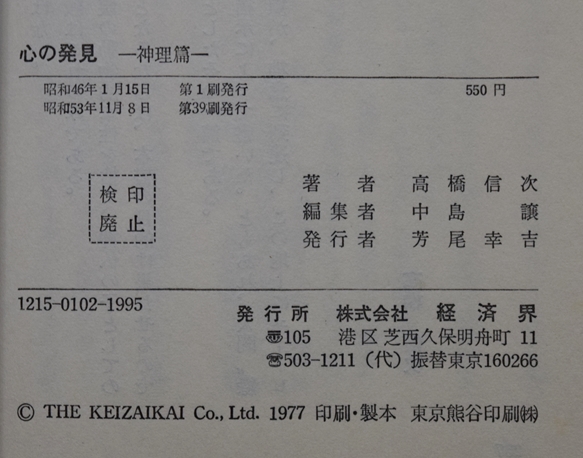 心の発見 ―神理篇―
昭和46年1月15日 第1刷発行 550円
昭和53年11月8日 第39刷発行
検印
廃止
著者 高橋信次
編集者 中島譲
発行者 芳尾幸吉
1215-0102-1995
発行所 株式会社 経済界
〠105 港区芝西久保明舟町 11
☎503-1211（代）振替東京160266
© THE KEIZAIKAI Co., Ltd. 1977 印刷・製本 東京熊谷印刷㈱